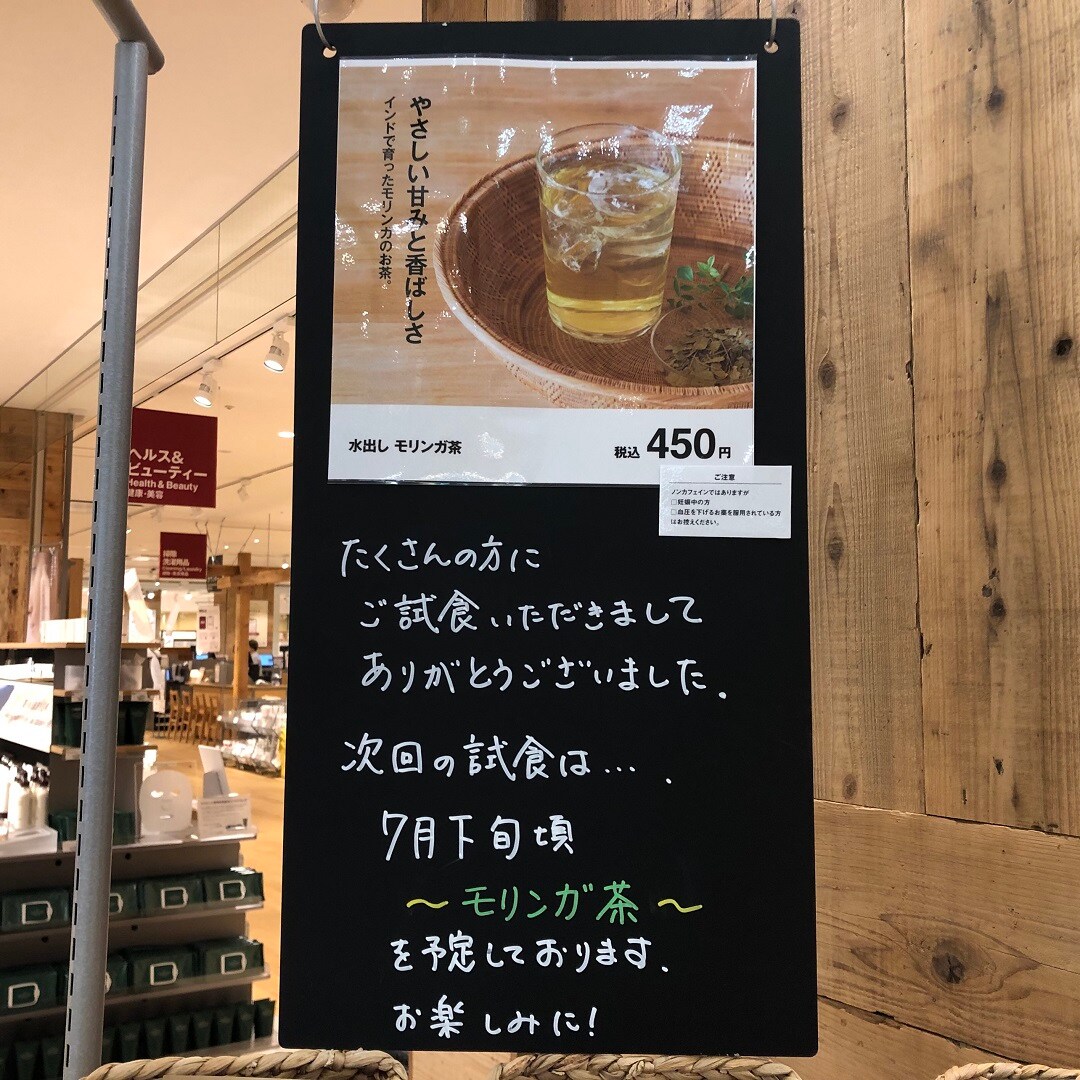 やさしい甘みと香ばしさ
インドで育ったモリンガのお茶。
水出し モリンガ茶
税込 450円
ご注意
ノンカフェインではありますが
□妊娠中の方
□血圧を下げるお薬を服用されている方
はお控えください。
たくさんの方に
ご試食いただきまして
ありがとうございました.
次回の試食は… .
7月下旬頃
～モリンガ茶～
を予定しております.
お楽しみに!
ヘルス&
ビューティー
Health & Beauty
健康・美容
掃除
洗濯用品